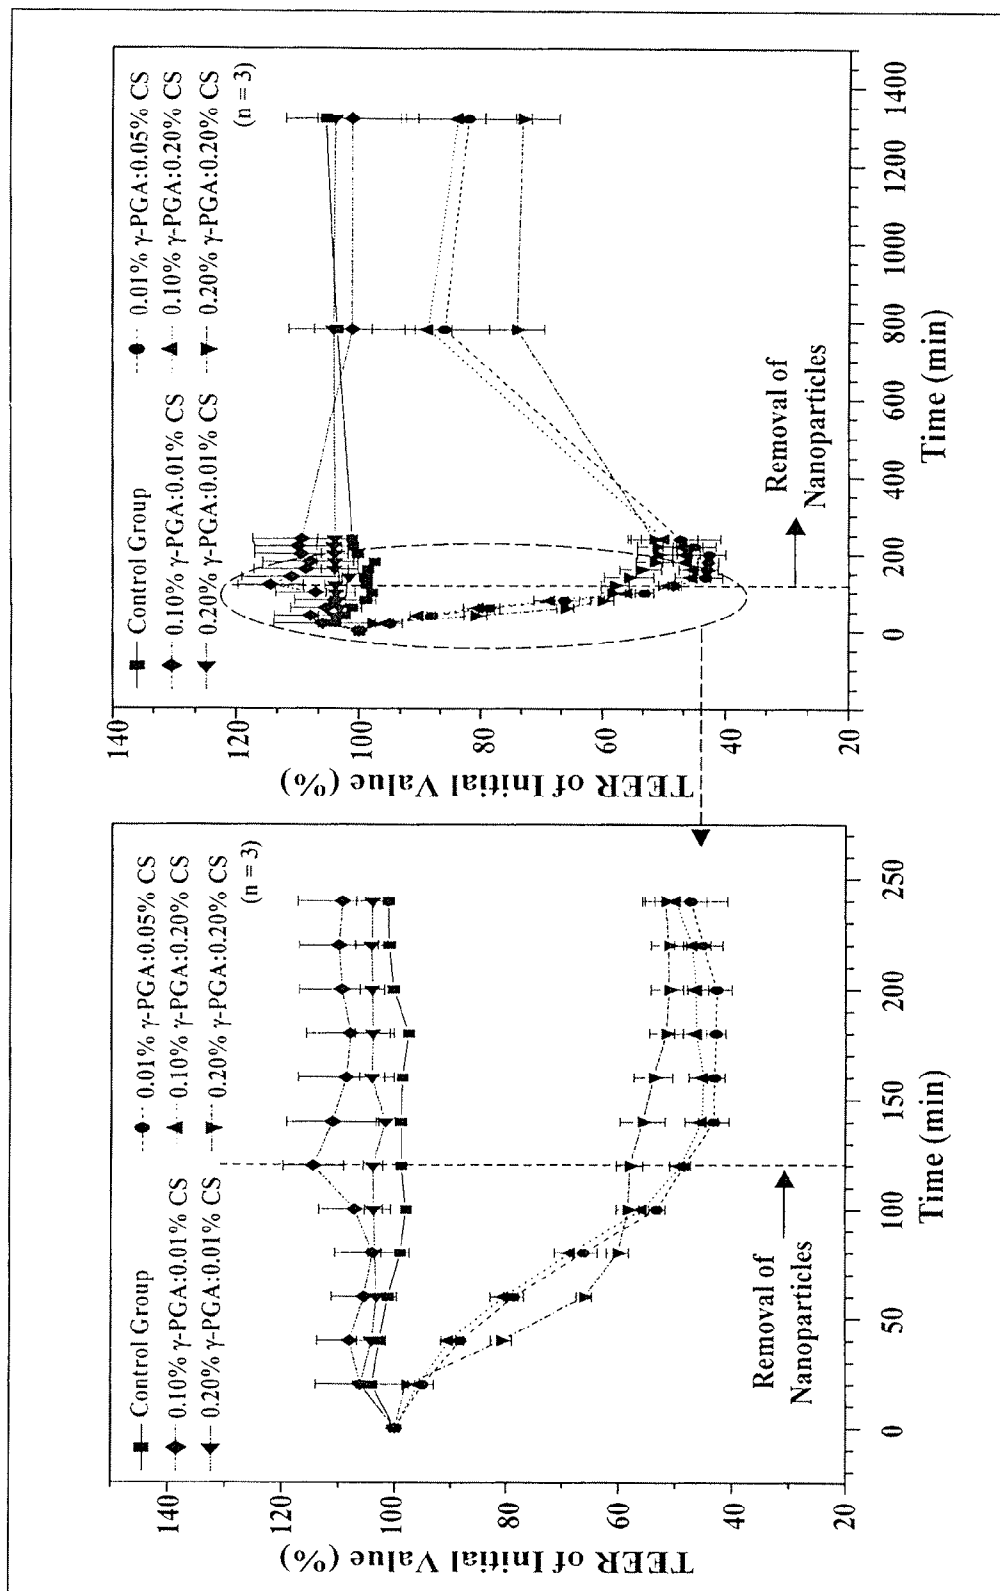 Control Group
0.01% γ-PGA:0.05% CS
0.10% γ-PGA:0.01% CS
0.10% γ-PGA:0.20% CS
0.20% γ-PGA:0.01% CS
0.20% γ-PGA:0.20% CS
(n = 3)
TEER of Initial Value (%)
140
120
100
80
60
40
20
0
50
100
150
200
250
Time (min)
Removal of
Nanoparticles
Control Group
0.01% γ-PGA:0.05% CS
0.10% γ-PGA:0.01% CS
0.10% γ-PGA:0.20% CS
0.20% γ-PGA:0.01% CS
0.20% γ-PGA:0.20% CS
(n = 3)
TEER of Initial Value (%)
140
120
100
80
60
40
20
0
200
400
600
800
1000
1200
1400
Time (min)
Removal of
Nanoparticles